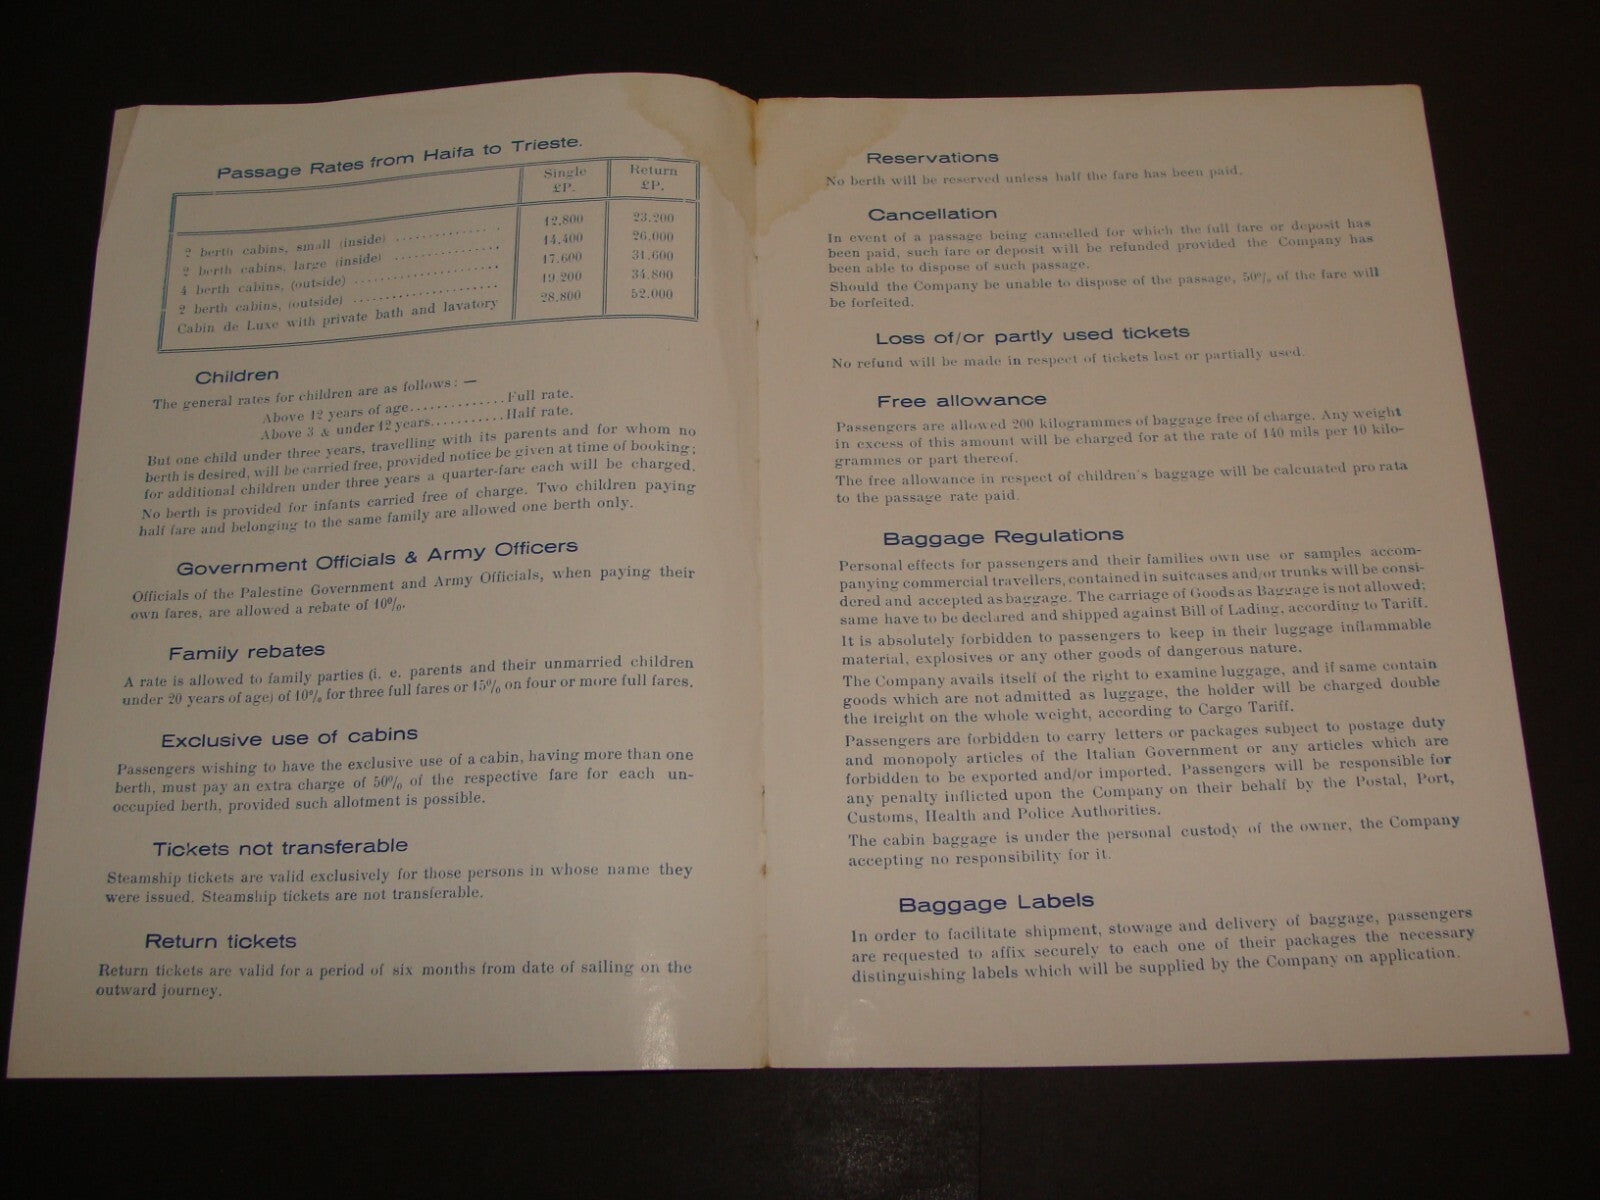 Passage Rates from Haifa to Trieste.
Single Return
£P. £P.
2 berth cabins, small (inside) .............. 12,800 23.200
2 berth cabins, large (inside) .............. 14.400 26,000
4 berth cabins, (outside) ................... 17.600 31.600
2 berth cabins, (outside) ................... 19.200 34.800
Cabin de Luxe with private bath and lavatory 28.800 52.000
Children
The general rates for children are as follows: —
Above 12 years of age.............Full rate.
Above 3 & under 12 years..........Half rate.
But one child under three years, travelling with its parents and for whom no
berth is desired, will be carried free, provided notice be given at time of booking;
for additional children under three years a quarter-fare each will be charged.
No berth is provided for infants carried free of charge. Two children paying
half fare and belonging to the same family are allowed one berth only.
Government Officials & Army Officers
Officials of the Palestine Government and Army Officials, when paying their
own fares, are allowed a rebate of 10%.
Family rebates
A rate is allowed to family parties (i. e. parents and their unmarried children
under 20 years of age) of 10% for three full fares or 15% on four or more full fares.
Exclusive use of cabins
Passengers wishing to have the exclusive use of a cabin, having more than one
berth, must pay an extra charge of 50% of the respective fare for each un-
occupied berth, provided such allotment is possible.
Tickets not transferable
Steamship tickets are valid exclusively for those persons in whose name they
were issued. Steamship tickets are not transferable.
Return tickets
Return tickets are valid for a period of six months from date of sailing on the
outward journey.
Reservations
No berth will be reserved unless half the fare has been paid.
Cancellation
In event of a passage being cancelled for which the full fare or deposit has
been paid, such fare or deposit will be refunded provided the Company has
been able to dispose of such passage.
Should the Company be unable to dispose of the passage, 50% of the fare will
be forfeited.
Loss of/or partly used tickets
No refund will be made in respect of tickets lost or partially used.
Free allowance
Passengers are allowed 200 kilogrammes of baggage free of charge. Any weight
in excess of this amount will be charged for at the rate of 140 mils per 10 kilo-
grammes or part thereof.
The free allowance in respect of children's baggage will be calculated pro rata
to the passage rate paid.
Baggage Regulations
Personal effects for passengers and their families own use or samples accom-
panying commercial travellers, contained in suitcases and/or trunks will be consi-
dered and accepted as baggage. The carriage of Goods as Baggage is not allowed;
same have to be declared and shipped against Bill of Lading, according to Tariff.
It is absolutely forbidden to passengers to keep in their luggage inflammable
material, explosives or any other goods of dangerous nature.
The Company avails itself of the right to examine luggage, and if same contain
goods which are not admitted as luggage, the holder will be charged double
the freight on the whole weight, according to Cargo Tariff.
Passengers are forbidden to carry letters or packages subject to postage duty
and monopoly articles of the Italian Government or any articles which are
forbidden to be exported and/or imported. Passengers will be responsible for
any penalty inflicted upon the Company on their behalf by the Postal, Port,
Customs, Health and Police Authorities.
The cabin baggage is under the personal custody of the owner, the Company
accepting no responsibility for it.
Baggage Labels
In order to facilitate shipment, stowage and delivery of baggage, passengers
are requested to affix securely to each one of their packages the necessary
distinguishing labels which will be supplied by the Company on application.